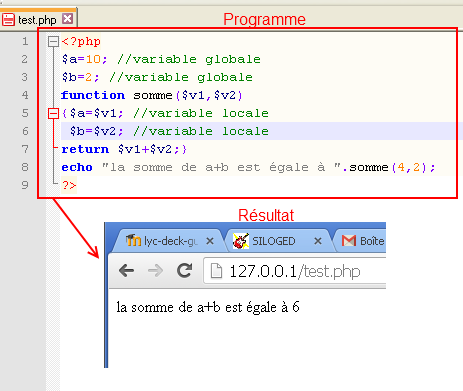 Programme
test.php
1 <?php
2 $a=10; //variable globale
3 $b=2; //variable globale
4 function somme($v1,$v2)
5 {$a=$v1; //variable locale
6 $b=$v2; //variable locale
7 return $v1+$v2;}
8 echo "la somme de a+b est égale à ".somme(4,2);
9 ?>
Résultat
lyc-deck-gu SILOGED Boîte
127.0.0.1/test.php
la somme de a+b est égale à 6